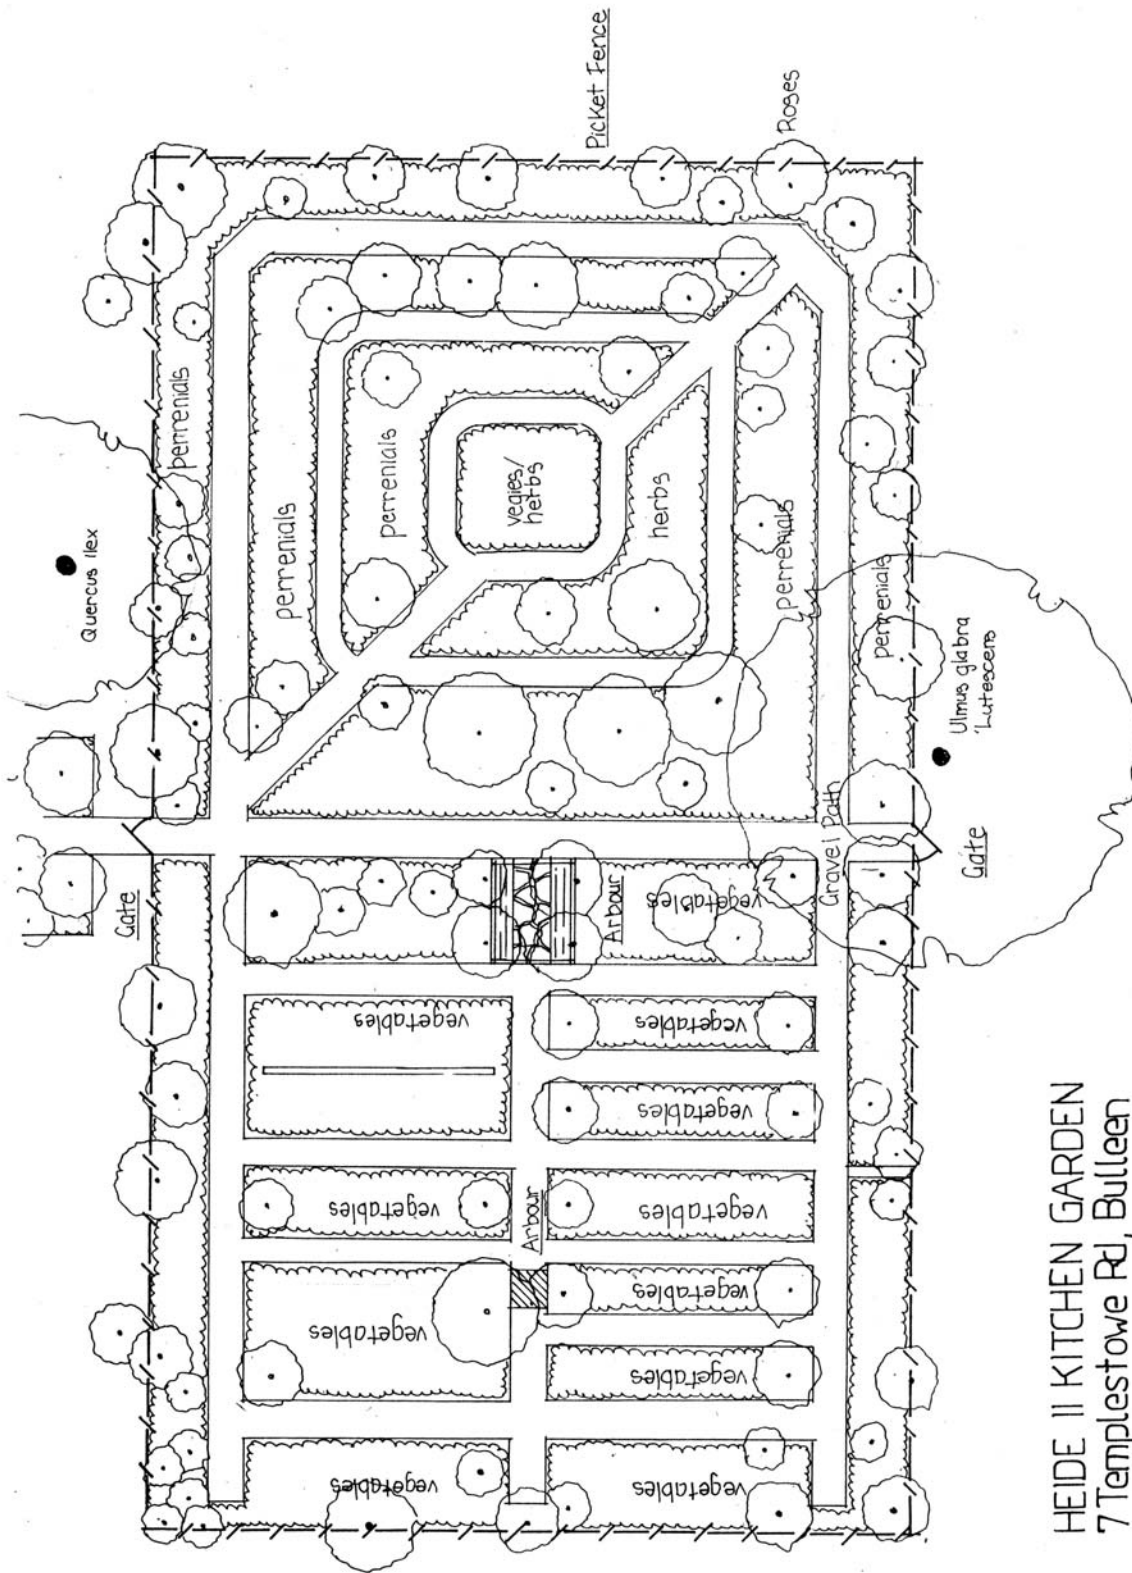 Picket Fence
Roses
perrenials
Quercus Ilex
perrenials
perrenials
vegies/
herbs
herbs
perrenials
perrenials
Ulmus glabra
'Lutescens
Gate
Gate
Gravel Path
Arbour
vegetables
vegetables
vegetables
vegetables
vegetables
vegetables
Arbour
vegetables
vegetables
vegetables
vegetables
vegetables
HEIDE II KITCHEN GARDEN
7 Templestowe Rd, Bulleen